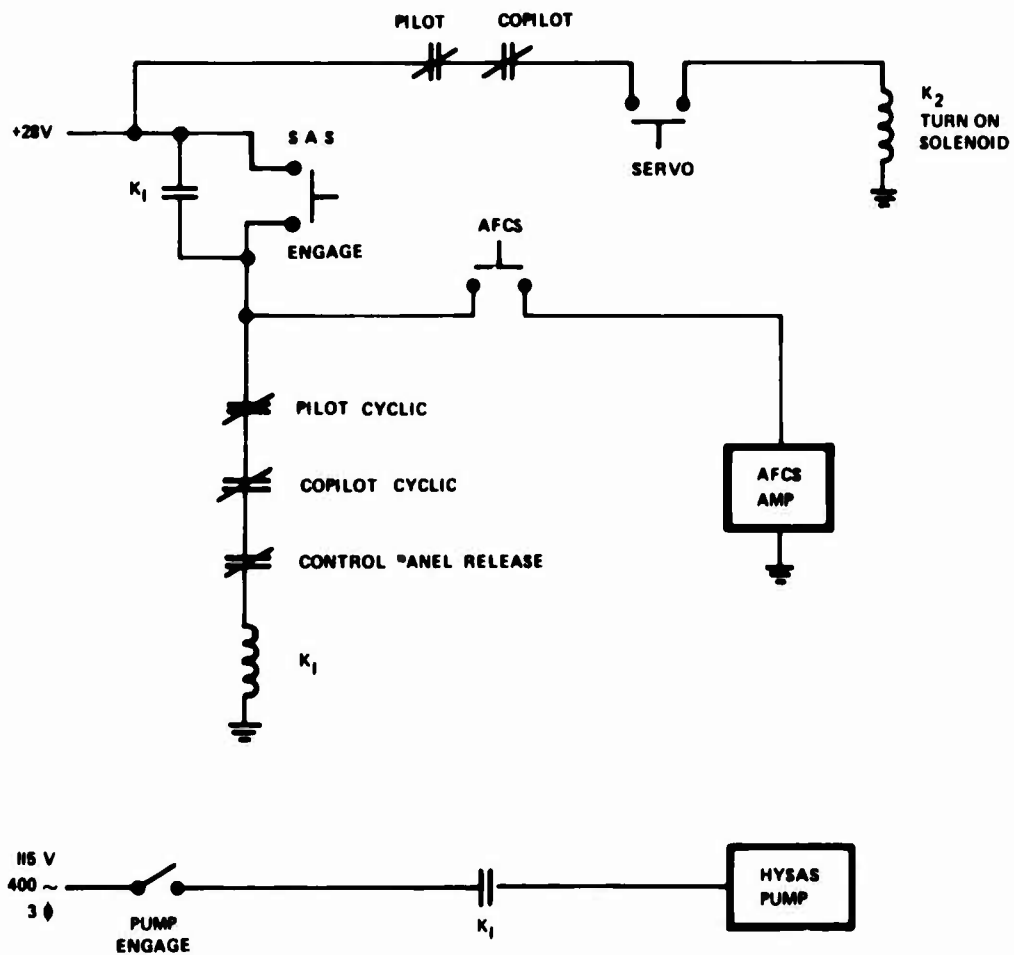 PILOT COPILOT
K2
TURN ON
SOLENOID
+28V
S A S
K1
SERVO
ENGAGE
AFCS
PILOT CYCLIC
COPILOT CYCLIC
AFCS
AMP
CONTROL PANEL RELEASE
K1
115 V
400 ~
3 ϕ
PUMP
ENGAGE
K1
HYSAS
PUMP